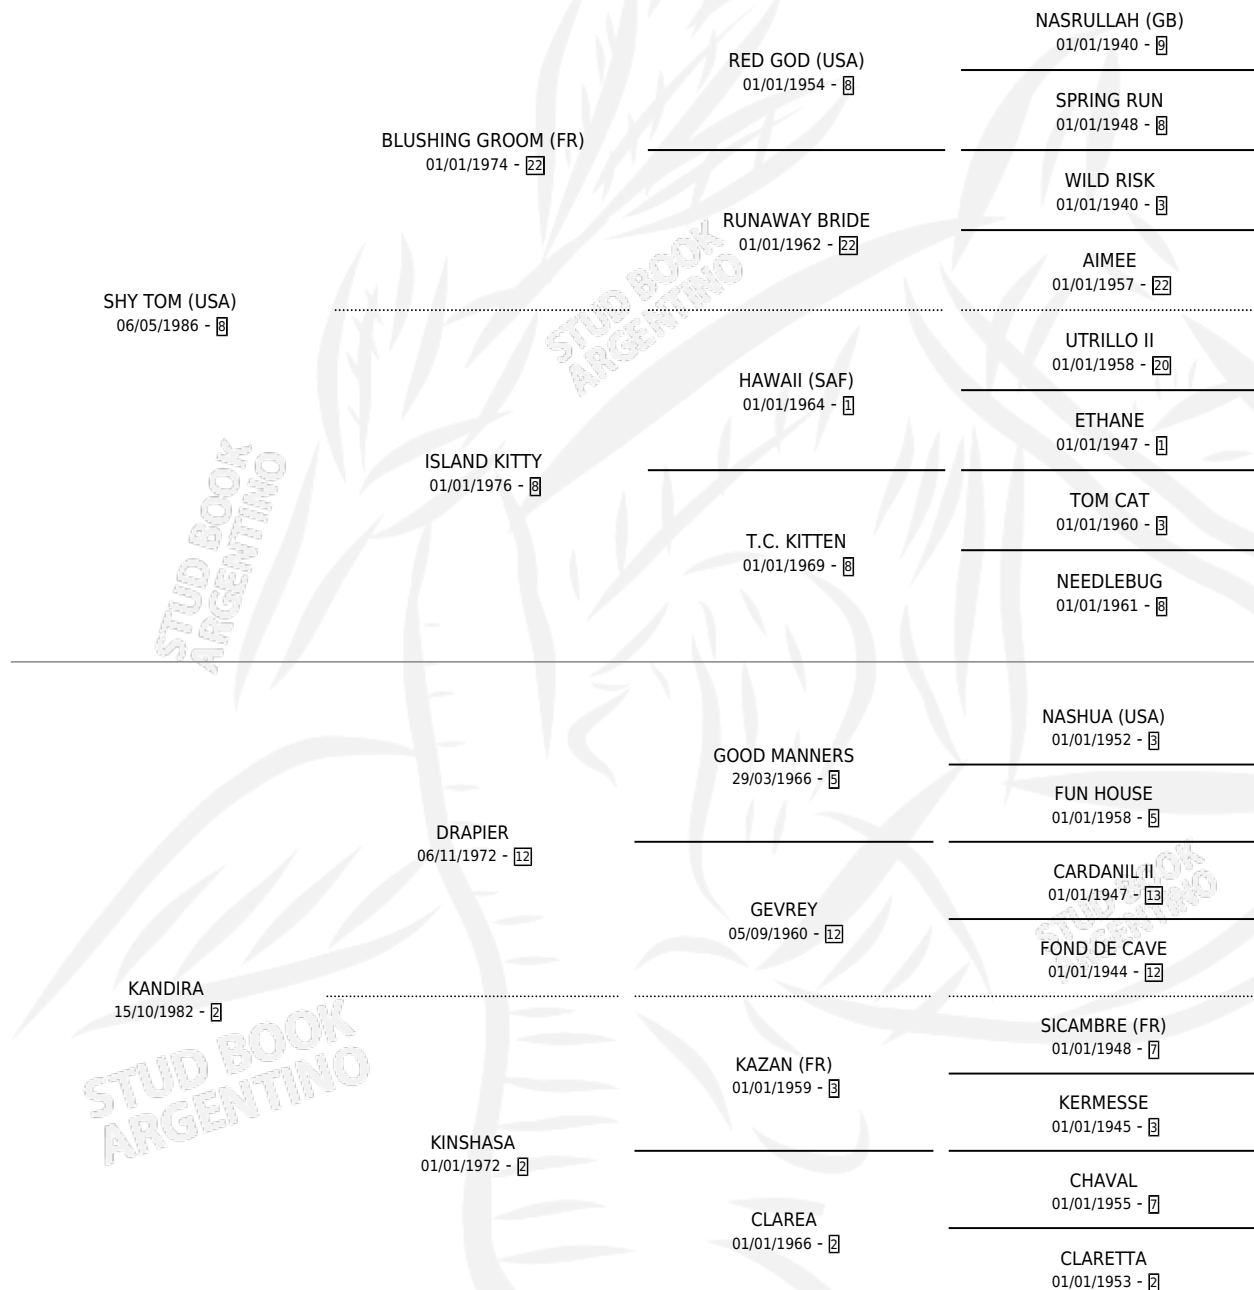 NASRULLAH (GB)
01/01/1940 - 9
RED GOD (USA)
01/01/1954 - 8
SPRING RUN
01/01/1948 - 8
BLUSHING GROOM (FR)
01/01/1974 - 22
WILD RISK
01/01/1940 - 3
RUNAWAY BRIDE
01/01/1962 - 22
AIMEE
01/01/1957 - 22
SHY TOM (USA)
06/05/1986 - 8
UTRILLO II
01/01/1958 - 20
HAWAII (SAF)
01/01/1964 - 1
ETHANE
01/01/1947 - 1
ISLAND KITTY
01/01/1976 - 8
TOM CAT
01/01/1960 - 3
T.C. KITTEN
01/01/1969 - 8
NEEDLEBUG
01/01/1961 - 8
NASHUA (USA)
01/01/1952 - 3
GOOD MANNERS
29/03/1966 - 5
FUN HOUSE
01/01/1958 - 5
DRAPIER
06/11/1972 - 12
CARDANIL II
01/01/1947 - 13
GEVREY
05/09/1960 - 12
FOND DE CAVE
01/01/1944 - 12
KANDIRA
15/10/1982 - 2
SICAMBRE (FR)
01/01/1948 - 7
KAZAN (FR)
01/01/1959 - 3
KERMESSE
01/01/1945 - 3
KINSHASA
01/01/1972 - 2
CHAVAL
01/01/1955 - 7
CLAREA
01/01/1966 - 2
CLARETTA
01/01/1953 - 2
STUD BOOK
ARGENTINO
STUD BOOK
ARGENTINO
STUD BOOK
ARGENTINO
STUD BOOK
ARGENTINO